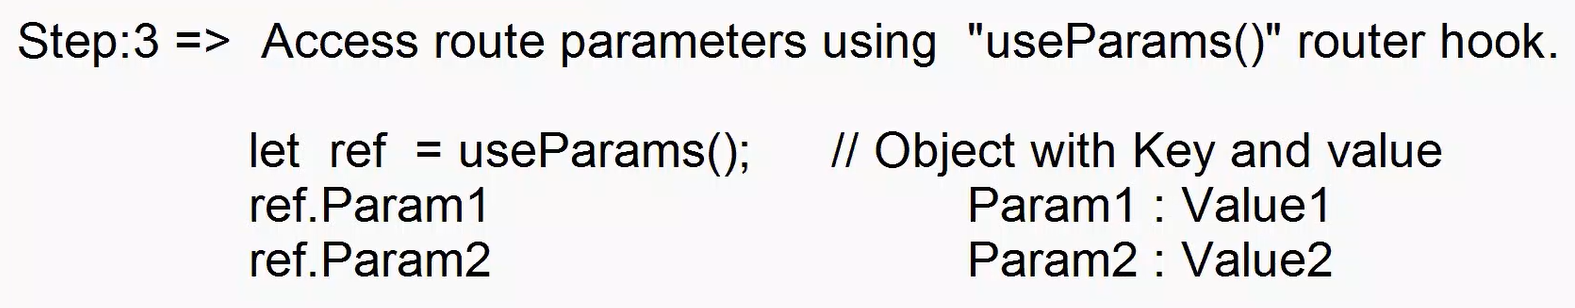 Step:3 => Access route parameters using "useParams()" router hook.
let ref = useParams(); // Object with Key and value
ref.Param1 Param1 : Value1
ref.Param2 Param2 : Value2